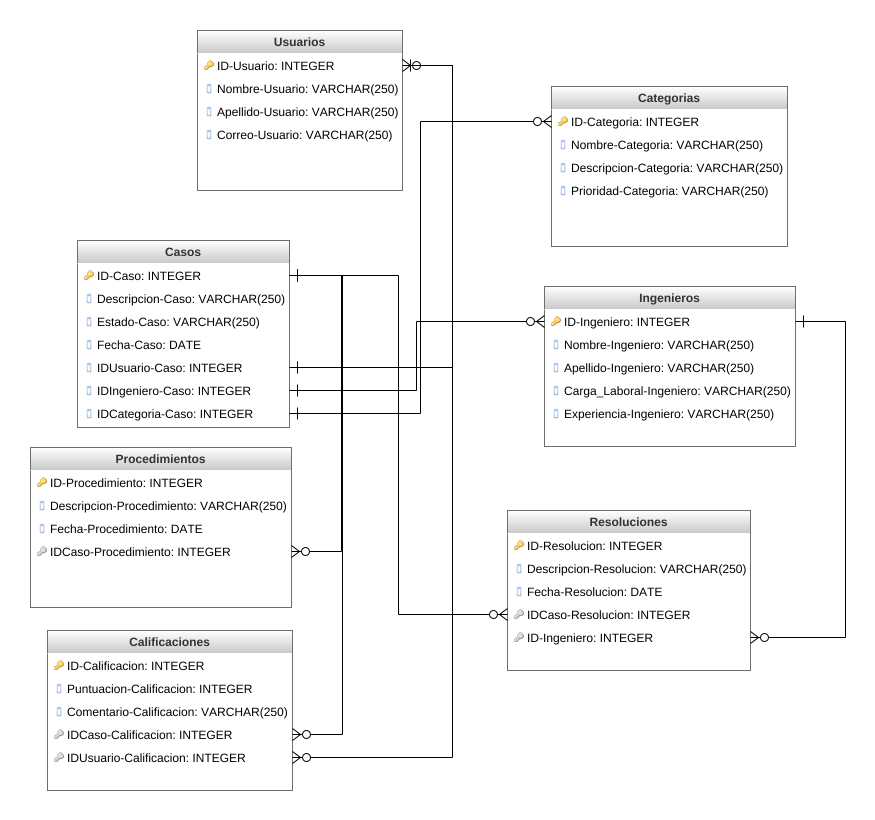 Usuarios
ID-Usuario: INTEGER
Nombre-Usuario: VARCHAR(250)
Apellido-Usuario: VARCHAR(250)
Correo-Usuario: VARCHAR(250)
Categorias
ID-Categoria: INTEGER
Nombre-Categoria: VARCHAR(250)
Descripcion-Categoria: VARCHAR(250)
Prioridad-Categoria: VARCHAR(250)
Casos
ID-Caso: INTEGER
Descripcion-Caso: VARCHAR(250)
Estado-Caso: VARCHAR(250)
Fecha-Caso: DATE
IDUsuario-Caso: INTEGER
IDIngeniero-Caso: INTEGER
IDCategoria-Caso: INTEGER
Ingenieros
ID-Ingeniero: INTEGER
Nombre-Ingeniero: VARCHAR(250)
Apellido-Ingeniero: VARCHAR(250)
Carga_Laboral-Ingeniero: VARCHAR(250)
Experiencia-Ingeniero: VARCHAR(250)
Procedimientos
ID-Procedimiento: INTEGER
Descripcion-Procedimiento: VARCHAR(250)
Fecha-Procedimiento: DATE
IDCaso-Procedimiento: INTEGER
Resoluciones
ID-Resolucion: INTEGER
Descripcion-Resolucion: VARCHAR(250)
Fecha-Resolucion: DATE
IDCaso-Resolucion: INTEGER
ID-Ingeniero: INTEGER
Calificaciones
ID-Calificacion: INTEGER
Puntuacion-Calificacion: INTEGER
Comentario-Calificacion: VARCHAR(250)
IDCaso-Calificacion: INTEGER
IDUsuario-Calificacion: INTEGER